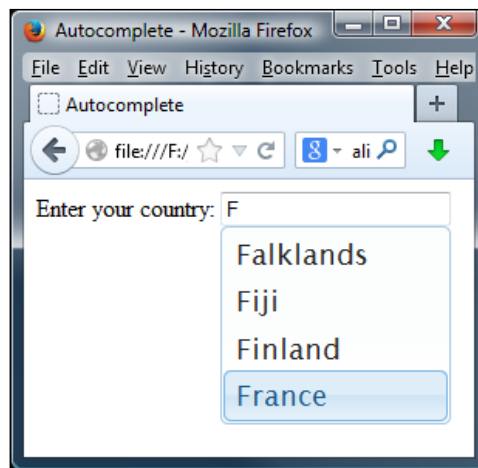 Autocomplete - Mozilla Firefox
File Edit View History Bookmarks Tools Help
Autocomplete
file:///F:/ 8 ali
Enter your country: F
Falklands
Fiji
Finland
France